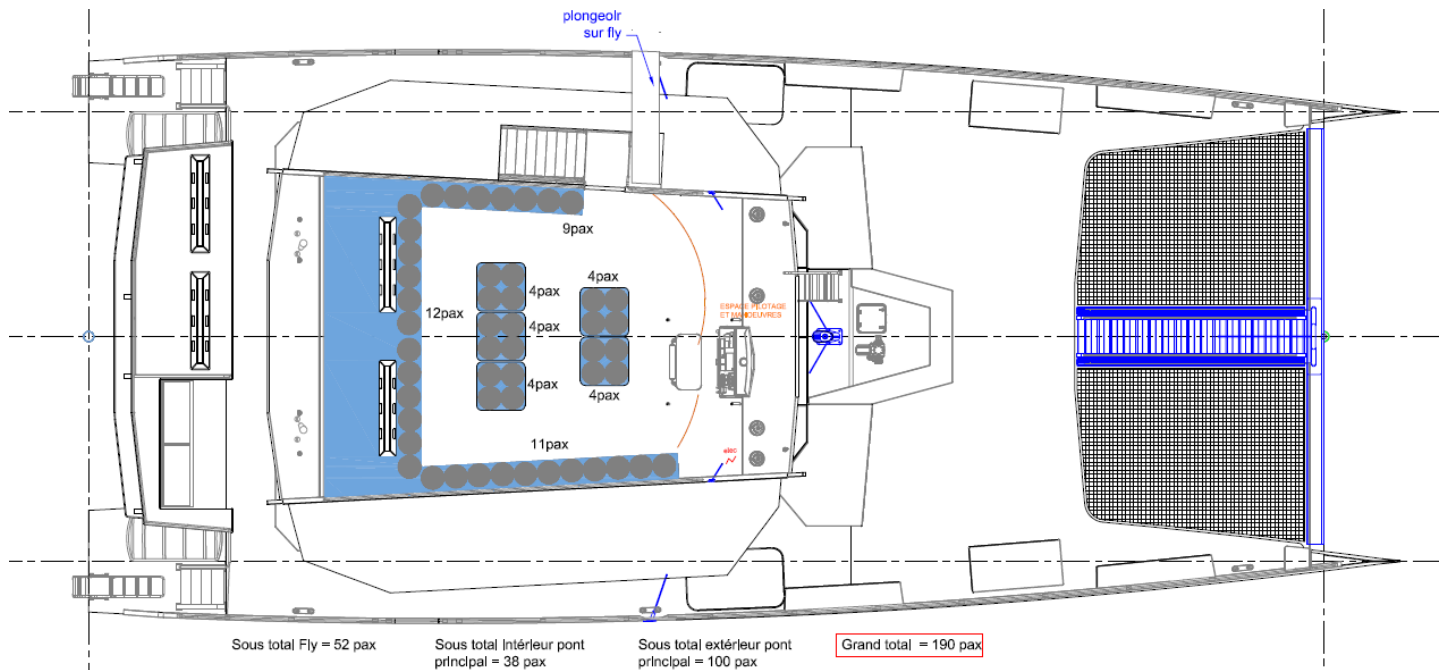 plongeoir
sur fly
9pax
4pax
4pax
12pax
4pax
4pax
4pax
ESPACE PILOTAGE
ET MANOEUVRES
11pax
elec
Sous total Fly = 52 pax
Sous total intérieur pont
principal = 38 pax
Sous total extérieur pont
principal = 100 pax
Grand total = 190 pax